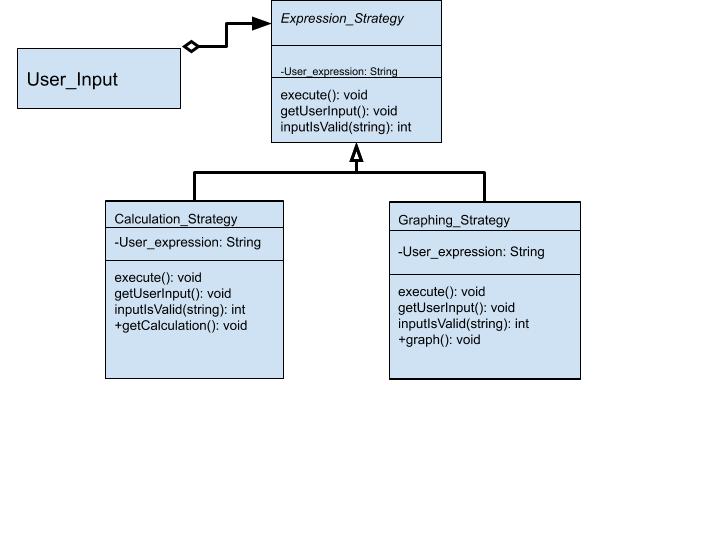 Expression_Strategy
User_Input
-User_expression: String
execute(): void
getUserInput(): void
inputIsValid(string): int
Calculation_Strategy
-User_expression: String
execute(): void
getUserInput(): void
inputIsValid(string): int
+getCalculation(): void
Graphing_Strategy
-User_expression: String
execute(): void
getUserInput(): void
inputIsValid(string): int
+graph(): void